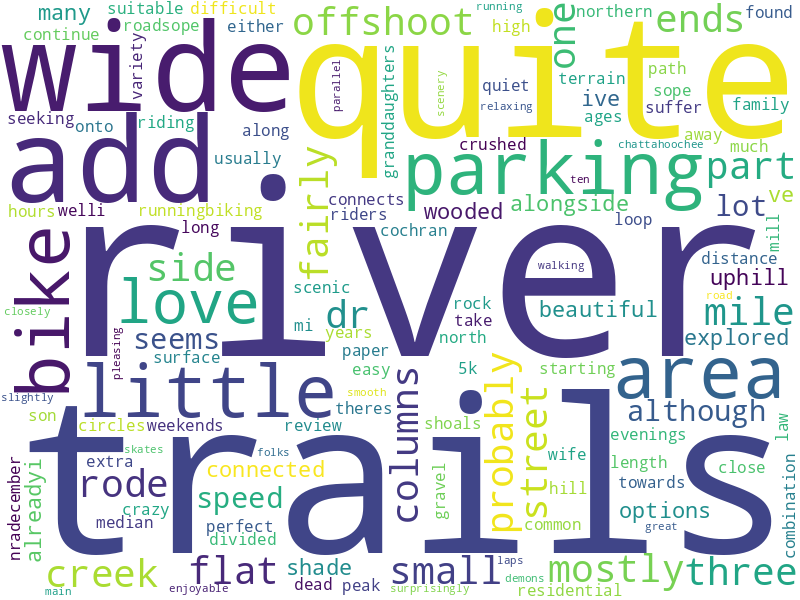 many suitable difficult running northern found
continue roadsope either offshoot high one ends
wide variety quite terrain path
seeking onto riding along parallel granddaughters quiet scenery sope
ive suffer family relaxing ages
add. usually fairly crushed chattahoochee away much
parking ten part
hours welli runningbiking connects wooded alongside lot ve
long riders cochran loop mill
bike river walking distance
side scenic rock uphill
closely love mi dr take beautiful mile
pleasing seems years north explored
surface paper easy 5k starting area road
slightly little theres columns smooth probably street although
son circles weekends review shoals evenings law
trails
nradecember alreadyi skates folks wife length close
extra rode connected gravel hill towards combination
crazy speed common options
median perfect divided great
creek flat shade small laps mostly three
main enjoyable dead peak surprisingly demons residential